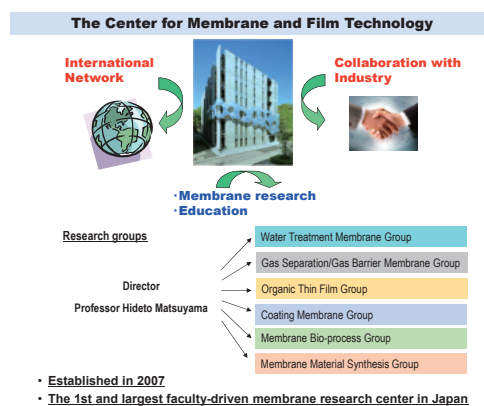 The Center for Membrane and Film Technology
International
Network
Collaboration with
Industry
・Membrane research
・Education
Research groups
Water Treatment Membrane Group
Gas Separation/Gas Barrier Membrane Group
Director
Organic Thin Film Group
Professor Hideto Matsuyama
Coating Membrane Group
Membrane Bio-process Group
Membrane Material Synthesis Group
• Established in 2007
• The 1st and largest faculty-driven membrane research center in Japan